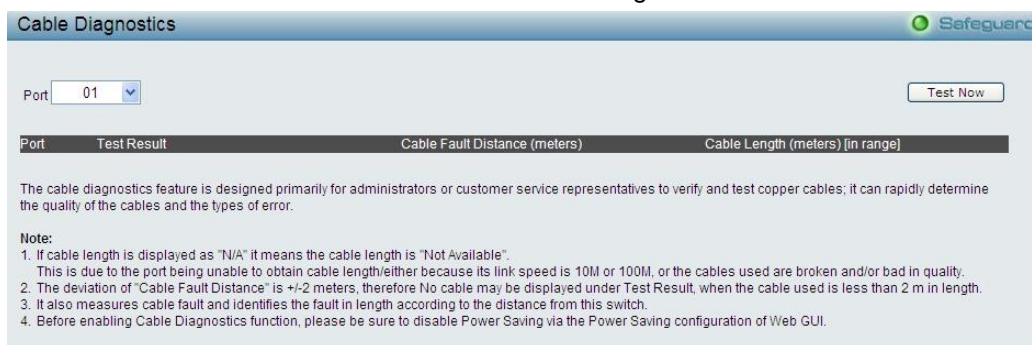 Cable Diagnostics
Safeguard
Port 01
Test Now
Port Test Result Cable Fault Distance (meters) Cable Length (meters) [in range]
The cable diagnostics feature is designed primarily for administrators or customer service representatives to verify and test copper cables; it can rapidly determine
the quality of the cables and the types of error.
Note:
1. If cable length is displayed as "N/A" it means the cable length is "Not Available".
This is due to the port being unable to obtain cable length/either because its link speed is 10M or 100M, or the cables used are broken and/or bad in quality.
2. The deviation of "Cable Fault Distance" is +/-2 meters, therefore No cable may be displayed under Test Result, when the cable used is less than 2 m in length.
3. It also measures cable fault and identifies the fault in length according to the distance from this switch.
4. Before enabling Cable Diagnostics function, please be sure to disable Power Saving via the Power Saving configuration of Web GUI.